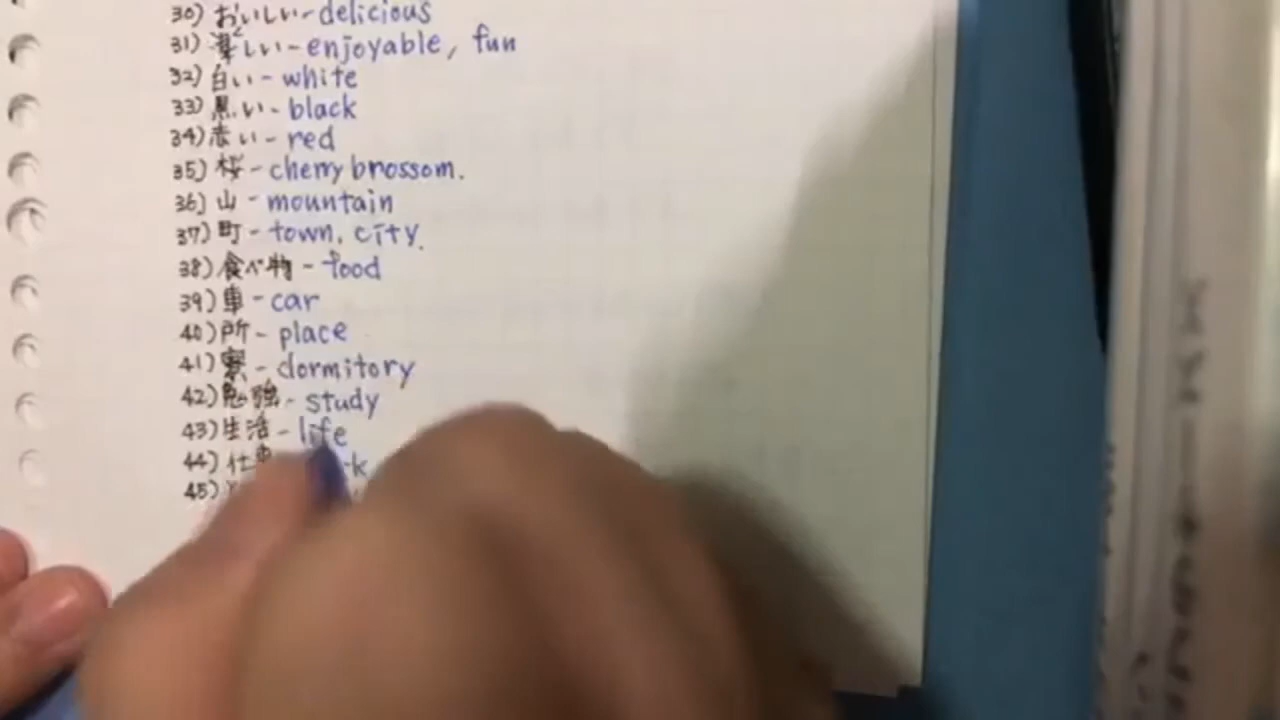 30) おいしい - delicious
31) 楽しい - enjoyable, fun
32) 白い - white
33) 黒い - black
34) 赤い - red
35) 桜 - cherry brossom.
36) 山 - mountain
37) 町 - town, city.
38) 食べ物 - food
39) 車 - car
40) 所 - place
41) 寮 - dormitory
42) 勉強 - study
43) 生活 - life
44) 仕事
45)